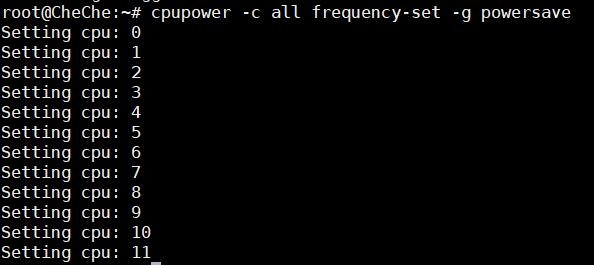 root@CheChe:~# cpupower -c all frequency-set -g powersave
Setting cpu: 0
Setting cpu: 1
Setting cpu: 2
Setting cpu: 3
Setting cpu: 4
Setting cpu: 5
Setting cpu: 6
Setting cpu: 7
Setting cpu: 8
Setting cpu: 9
Setting cpu: 10
Setting cpu: 11